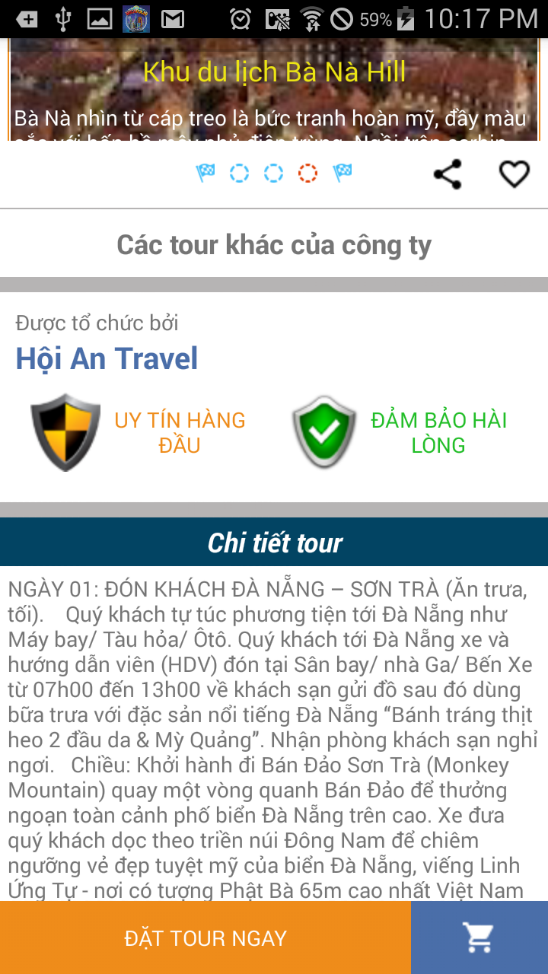 59% 10:17 PM
Khu du lịch Bà Nà Hill
Bà Nà nhìn từ cáp treo là bức tranh hoàn mỹ, đầy màu
Các tour khác của công ty
Được tổ chức bởi
Hội An Travel
UY TÍN HÀNG
ĐẦU
ĐẢM BẢO HÀI
LÒNG
Chi tiết tour
NGÀY 01: ĐÓN KHÁCH ĐÀ NẴNG – SƠN TRÀ (Ăn trưa,
tối). Quý khách tự túc phương tiện tới Đà Nẵng như
Máy bay/ Tàu hỏa/ Ôtô. Quý khách tới Đà Nẵng xe và
hướng dẫn viên (HDV) đón tại Sân bay/ nhà Ga/ Bến Xe
từ 07h00 đến 13h00 về khách sạn gửi đồ sau đó dùng
bữa trưa với đặc sản nổi tiếng Đà Nẵng “Bánh tráng thịt
heo 2 đầu da & Mỳ Quảng”. Nhận phòng khách sạn nghỉ
ngơi. Chiều: Khởi hành đi Bán Đảo Sơn Trà (Monkey
Mountain) quay một vòng quanh Bán Đảo để thưởng
ngoạn toàn cảnh phố biển Đà Nẵng trên cao. Xe đưa
quý khách dọc theo triền núi Đông Nam để chiêm
ngưỡng vẻ đẹp tuyệt mỹ của biển Đà Nẵng, viếng Linh
Ứng Tự - nơi có tượng Phật Bà 65m cao nhất Việt Nam
ĐẶT TOUR NGAY